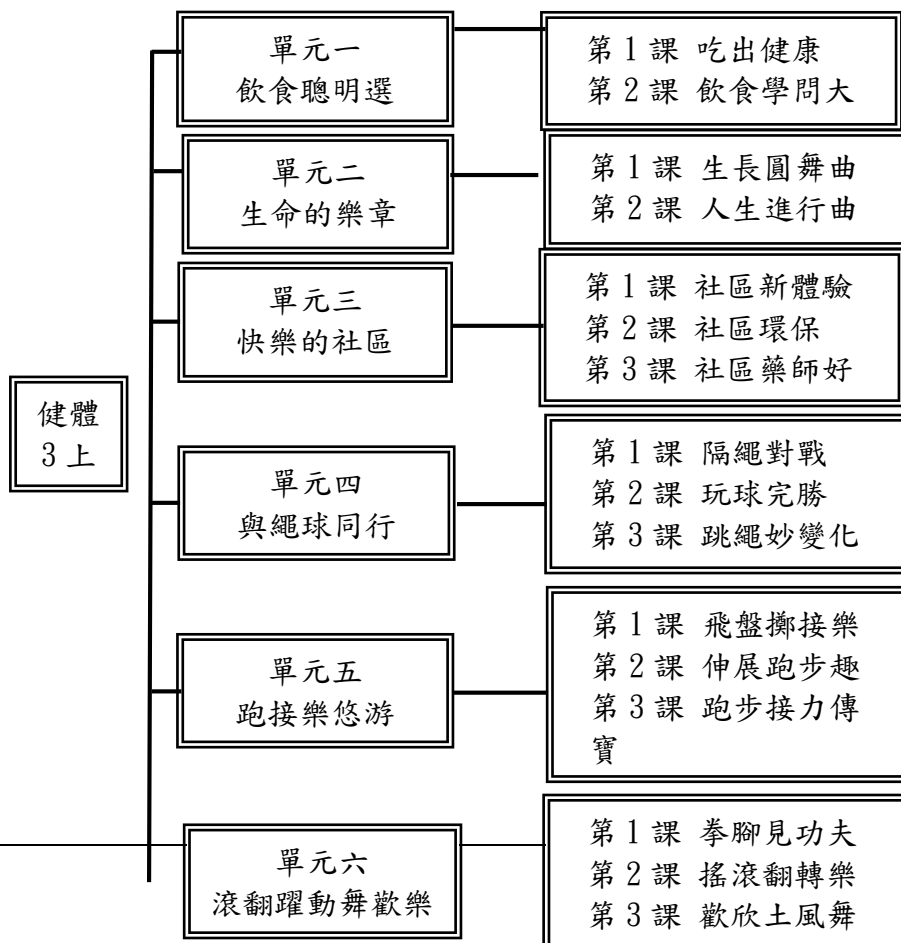 健體
3上
單元一
飲食聰明選
第1課 吃出健康
第2課 飲食學問大
單元二
生命的樂章
第1課 生長圓舞曲
第2課 人生進行曲
單元三
快樂的社區
第1課 社區新體驗
第2課 社區環保
第3課 社區藥師好
單元四
與繩球同行
第1課 隔繩對戰
第2課 玩球完勝
第3課 跳繩妙變化
單元五
跑接樂悠游
第1課 飛盤擲接樂
第2課 伸展跑步趣
第3課 跑步接力傳
寶
單元六
滾翻躍動舞歡樂
第1課 拳腳見功夫
第2課 搖滾翻轉樂
第3課 歡欣土風舞